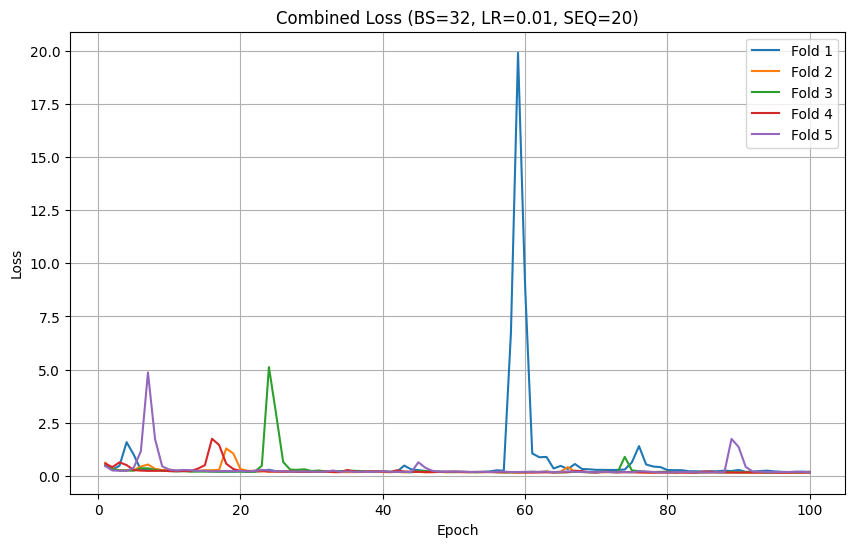 Combined Loss (BS=32, LR=0.01, SEQ=20)
20.0
17.5
15.0
12.5
10.0
7.5
5.0
2.5
0.0
Loss
0
20
40
60
80
100
Epoch
Fold 1
Fold 2
Fold 3
Fold 4
Fold 5